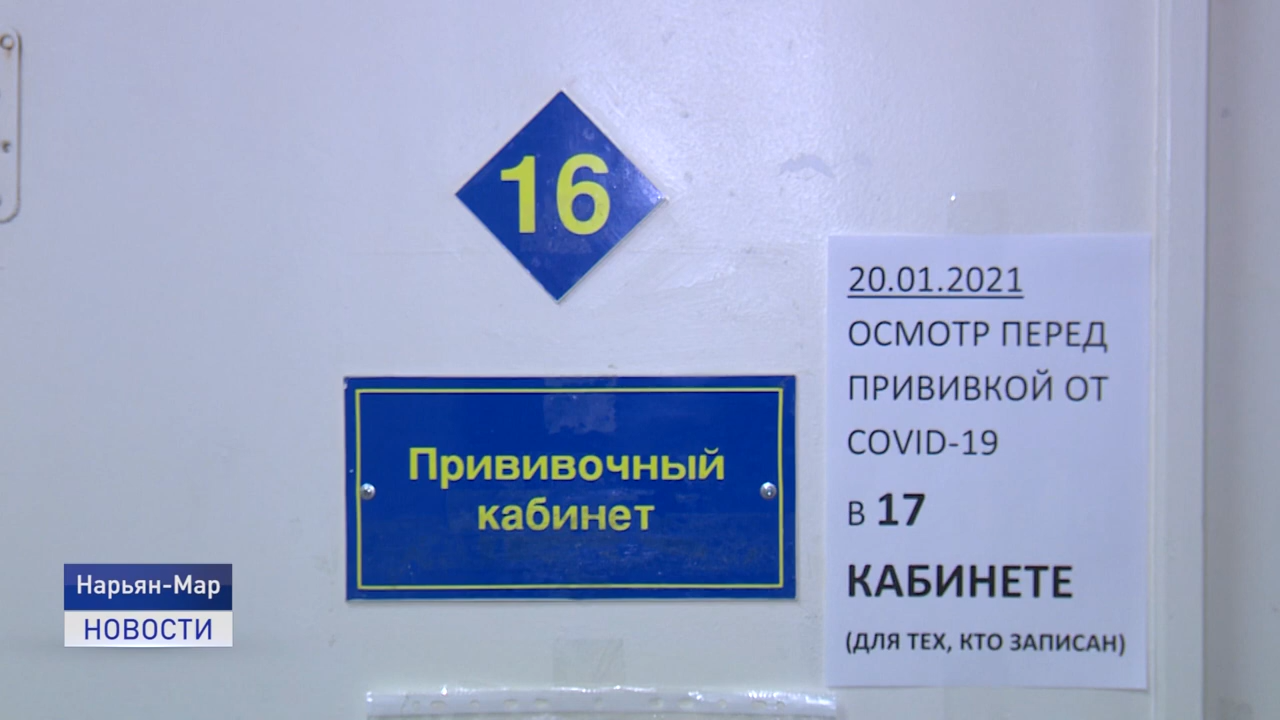 16
Прививочный
кабинет
20.01.2021
ОСМОТР ПЕРЕД
ПРИВИВКОЙ ОТ
COVID-19
В 17
КАБИНЕТЕ
(ДЛЯ ТЕХ, КТО ЗАПИСАН)
Нарьян-Мар
НОВОСТИ